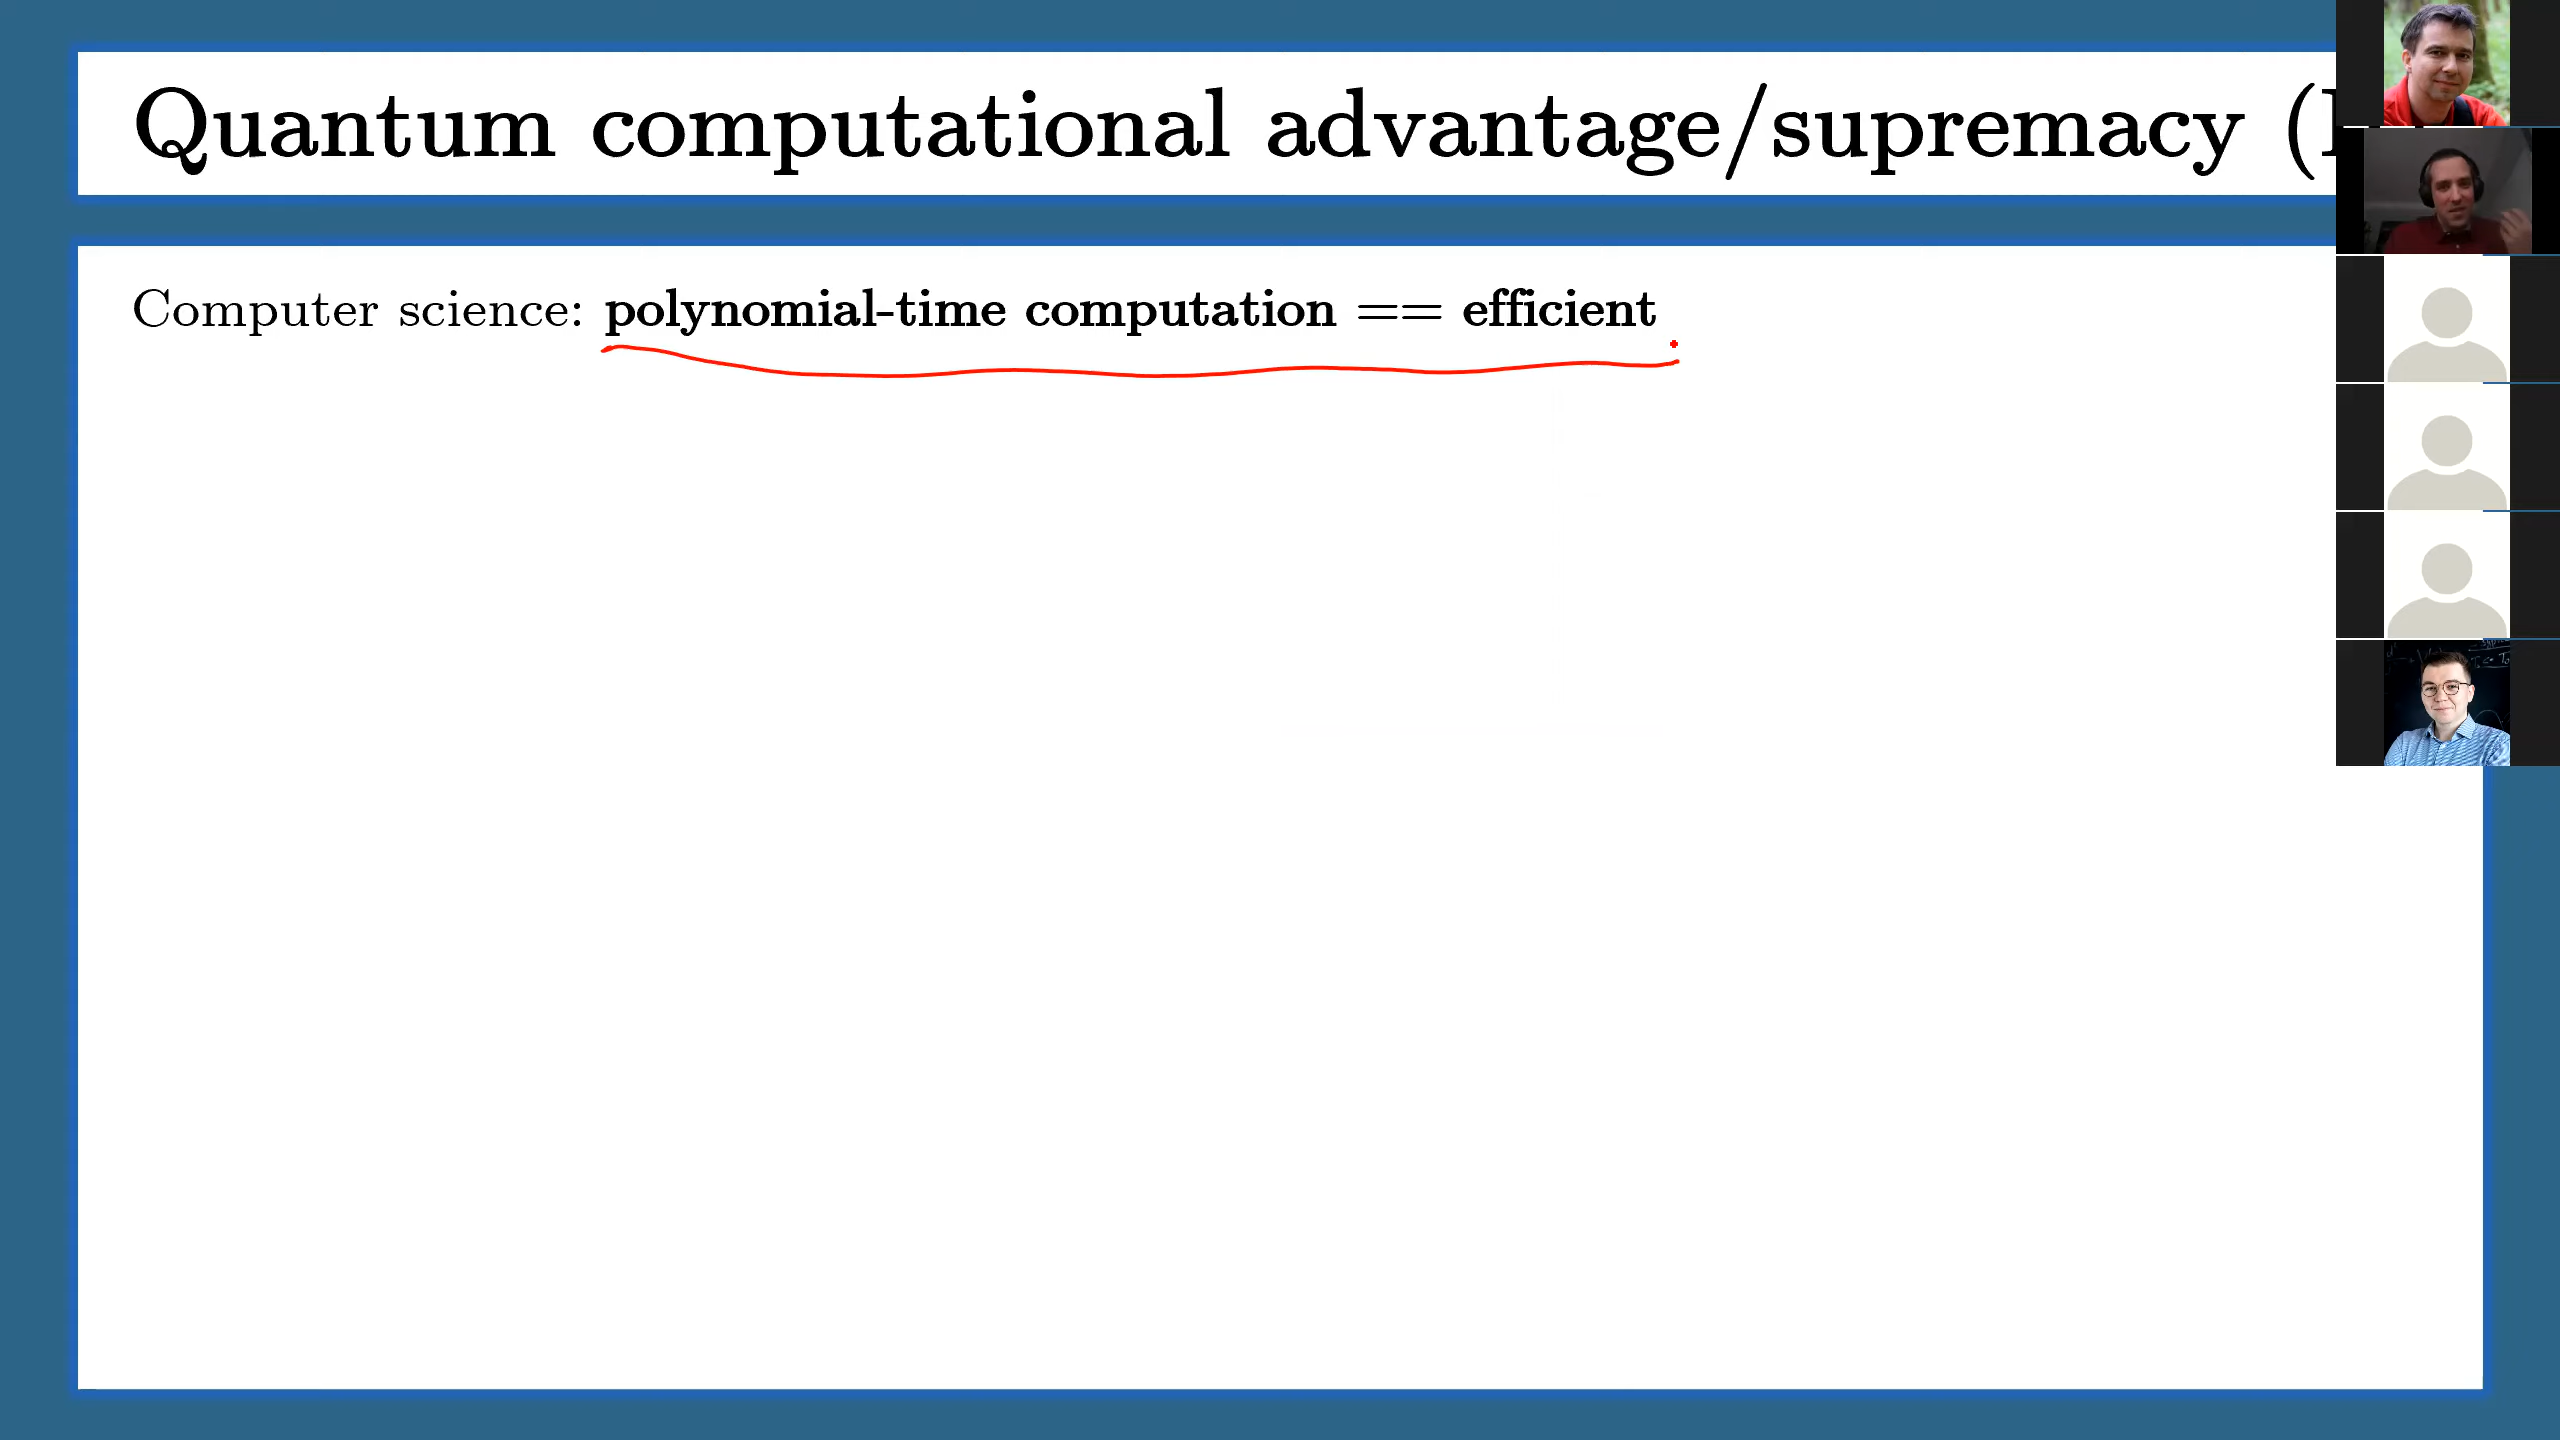 Quantum computational advantage/supremacy (
Computer science: polynomial-time computation == efficient